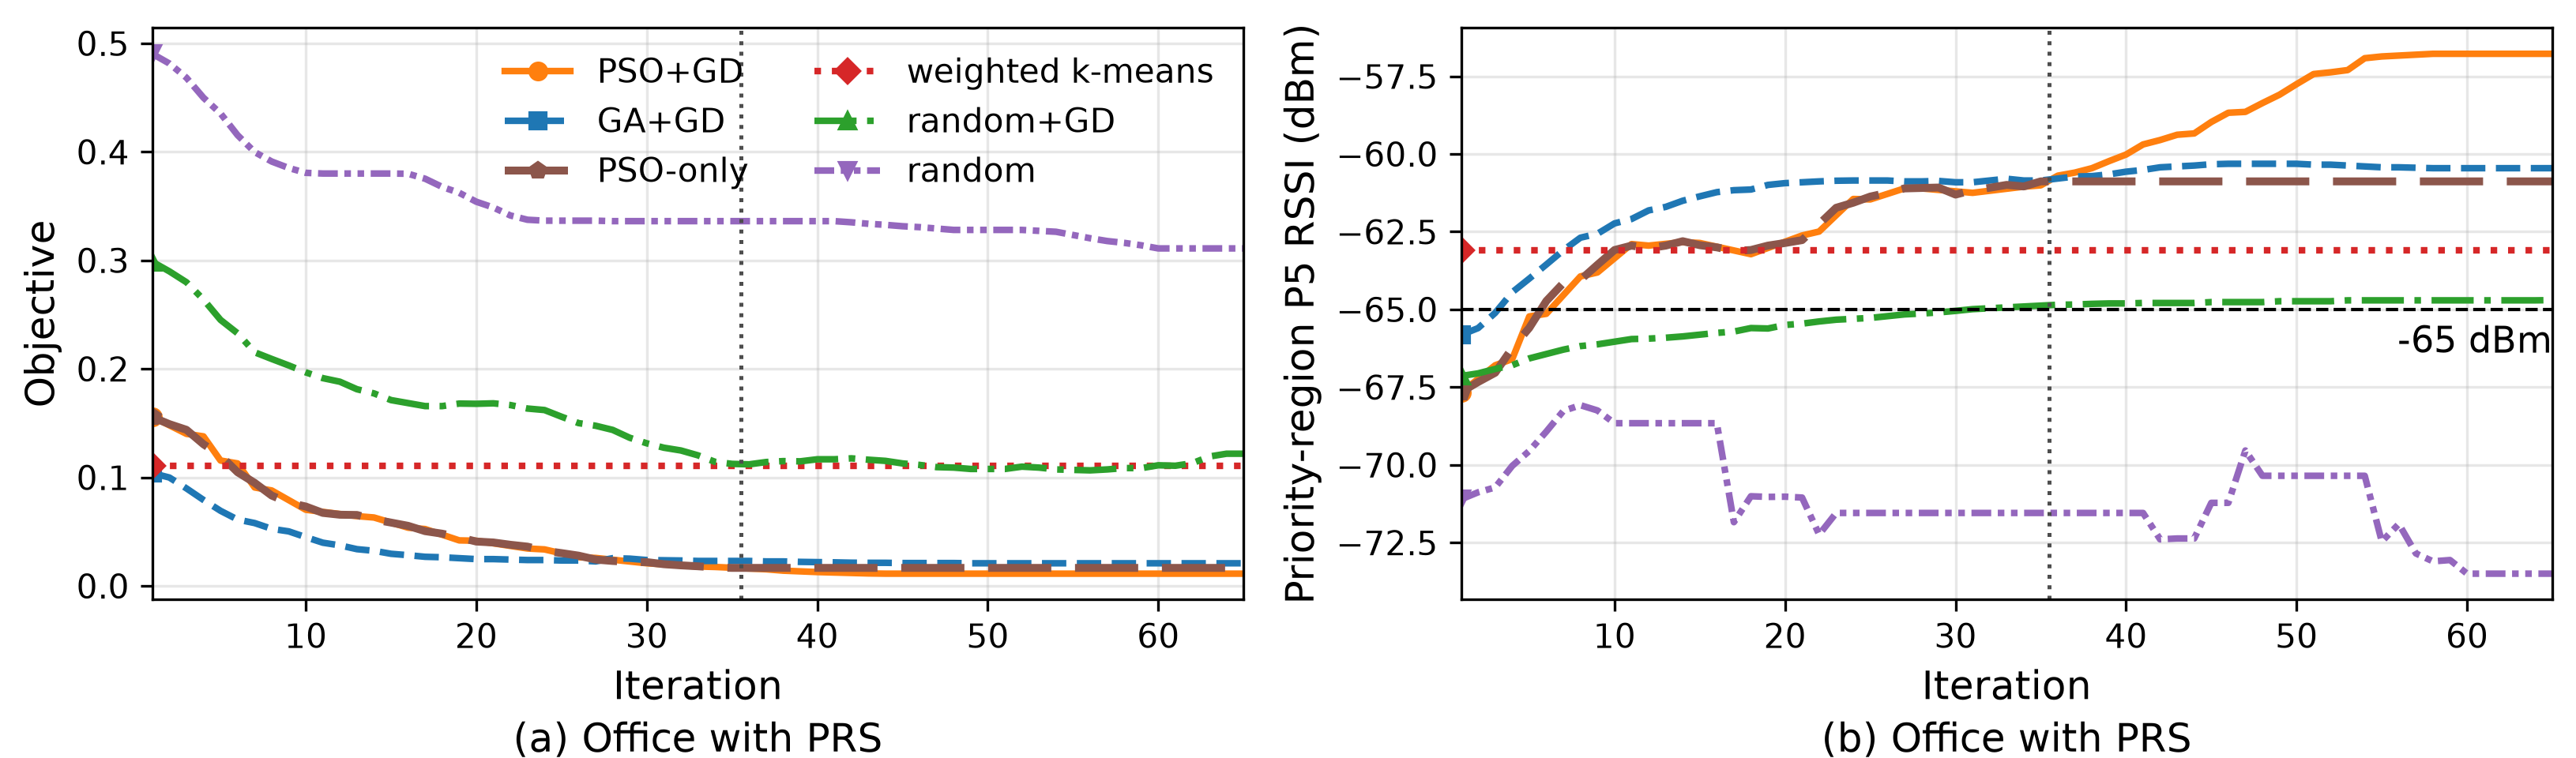 0.5
0.4
0.3
0.2
0.1
0.0
Objective
PSO+GD
GA+GD
PSO-only
weighted k-means
random+GD
random
10 20 30 40 50 60
Iteration
(a) Office with PRS
−57.5
−60.0
−62.5
−65.0
−67.5
−70.0
−72.5
Priority-region P5 RSSI (dBm)
-65 dBm
10 20 30 40 50 60
Iteration
(b) Office with PRS